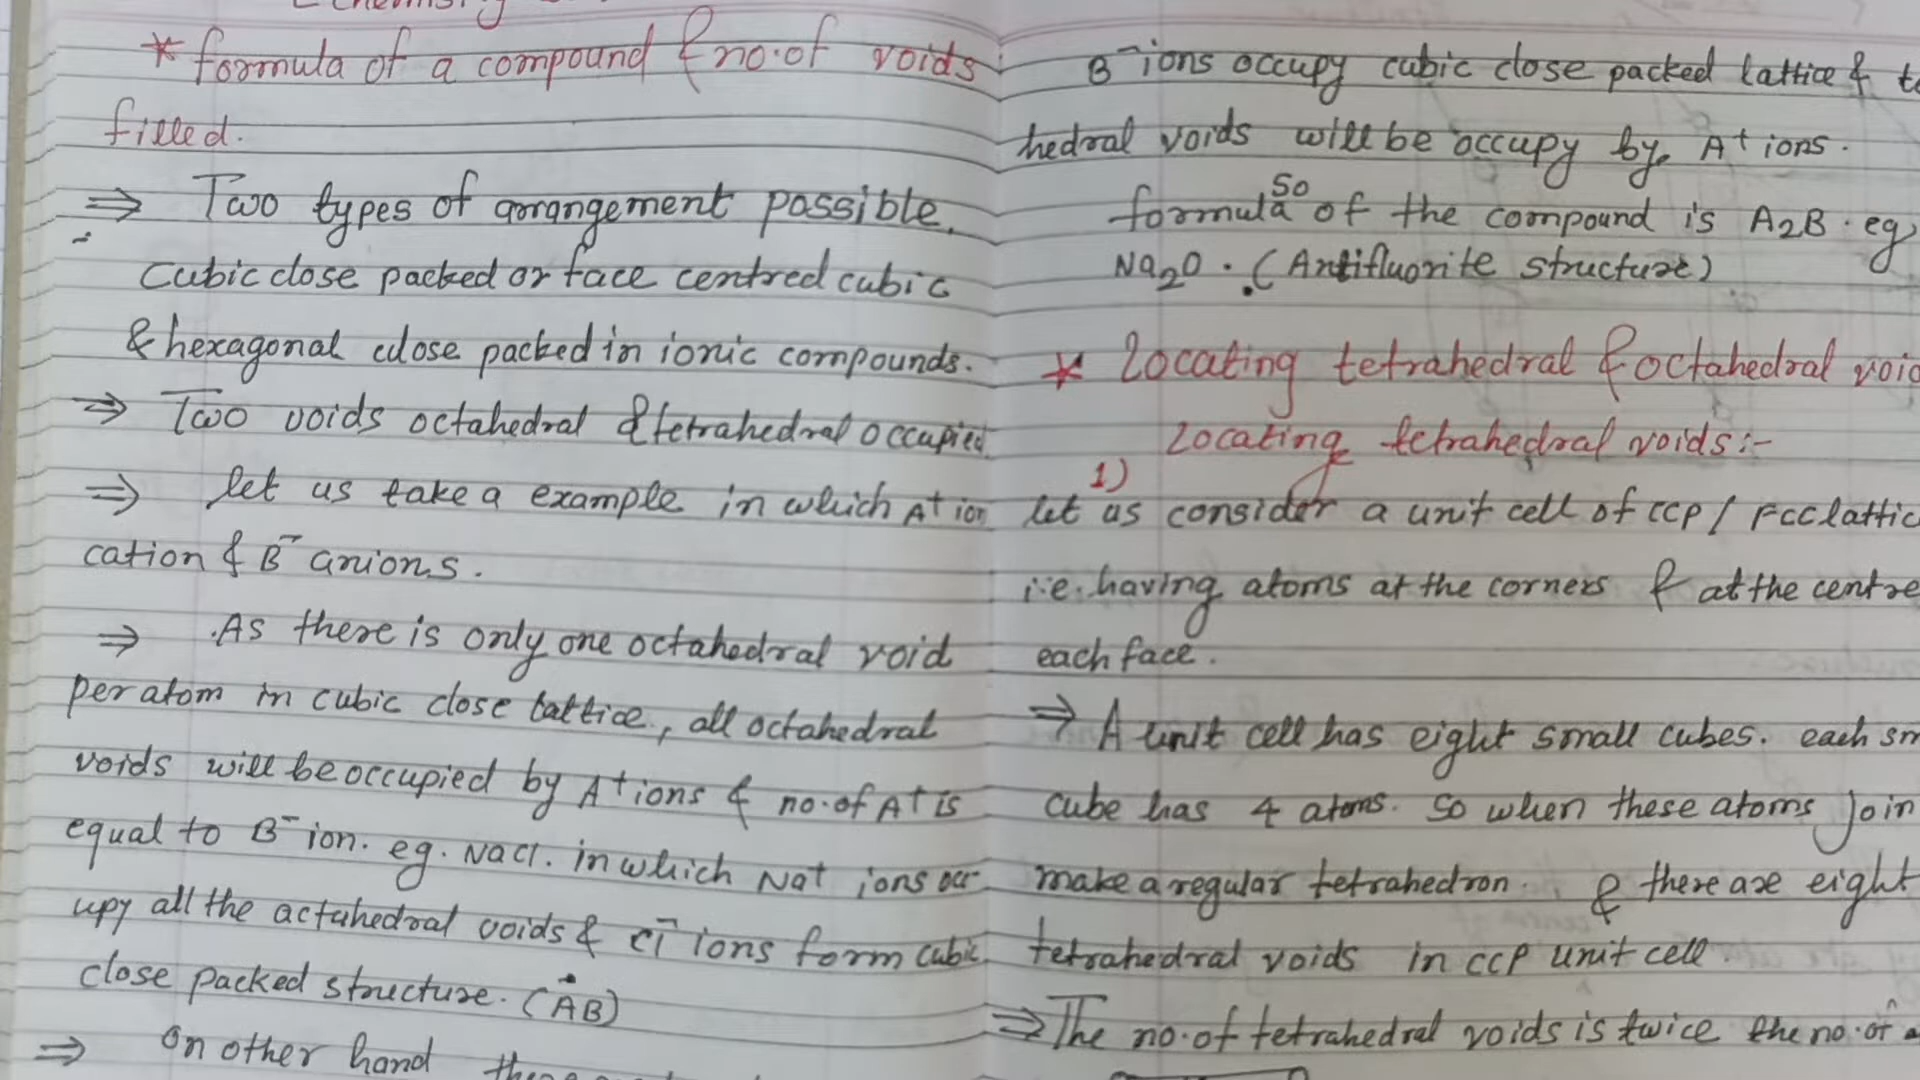 Chemistry
* formula of a compound & no. of voids
filled.
⇒ Two types of arrangement possible.
Cubic close packed or face centred cubic
& hexagonal close packed in ionic compounds.
⇒ Two voids octahedral & tetrahedral occupied
⇒ let us take a example in which A+ ion
cation & B- anions.
⇒ As there is only one octahedral void
per atom in cubic close lattice, all octahedral
voids will be occupied by A+ ions & no. of A+ is
equal to B- ion. eg. NaCl. in which Na+ ions occ
upy all the actahedral voids & Cl- ions form cubic
close packed structure. (AB)
⇒ On other hand
B- ions occupy cubic close packed lattice &
hedral voids will be occupy by A+ ions.
so
formula of the compound is A2B. eg
Na2O. (Antifluorite structure)
* Locating tetrahedral & octahedral
Locating tetrahedral voids:-
1)
let us consider a unit cell of CCP / FCC
i.e. having atoms at the corners & at the centre
each face.
⇒ A unit cell has eight small cubes. each
cube has 4 atoms. So when these atoms join
make a regular tetrahedron. & there are eight
tetrahedral voids in CCP unit cell.
⇒ The no. of tetrahedral voids is twice the no. of